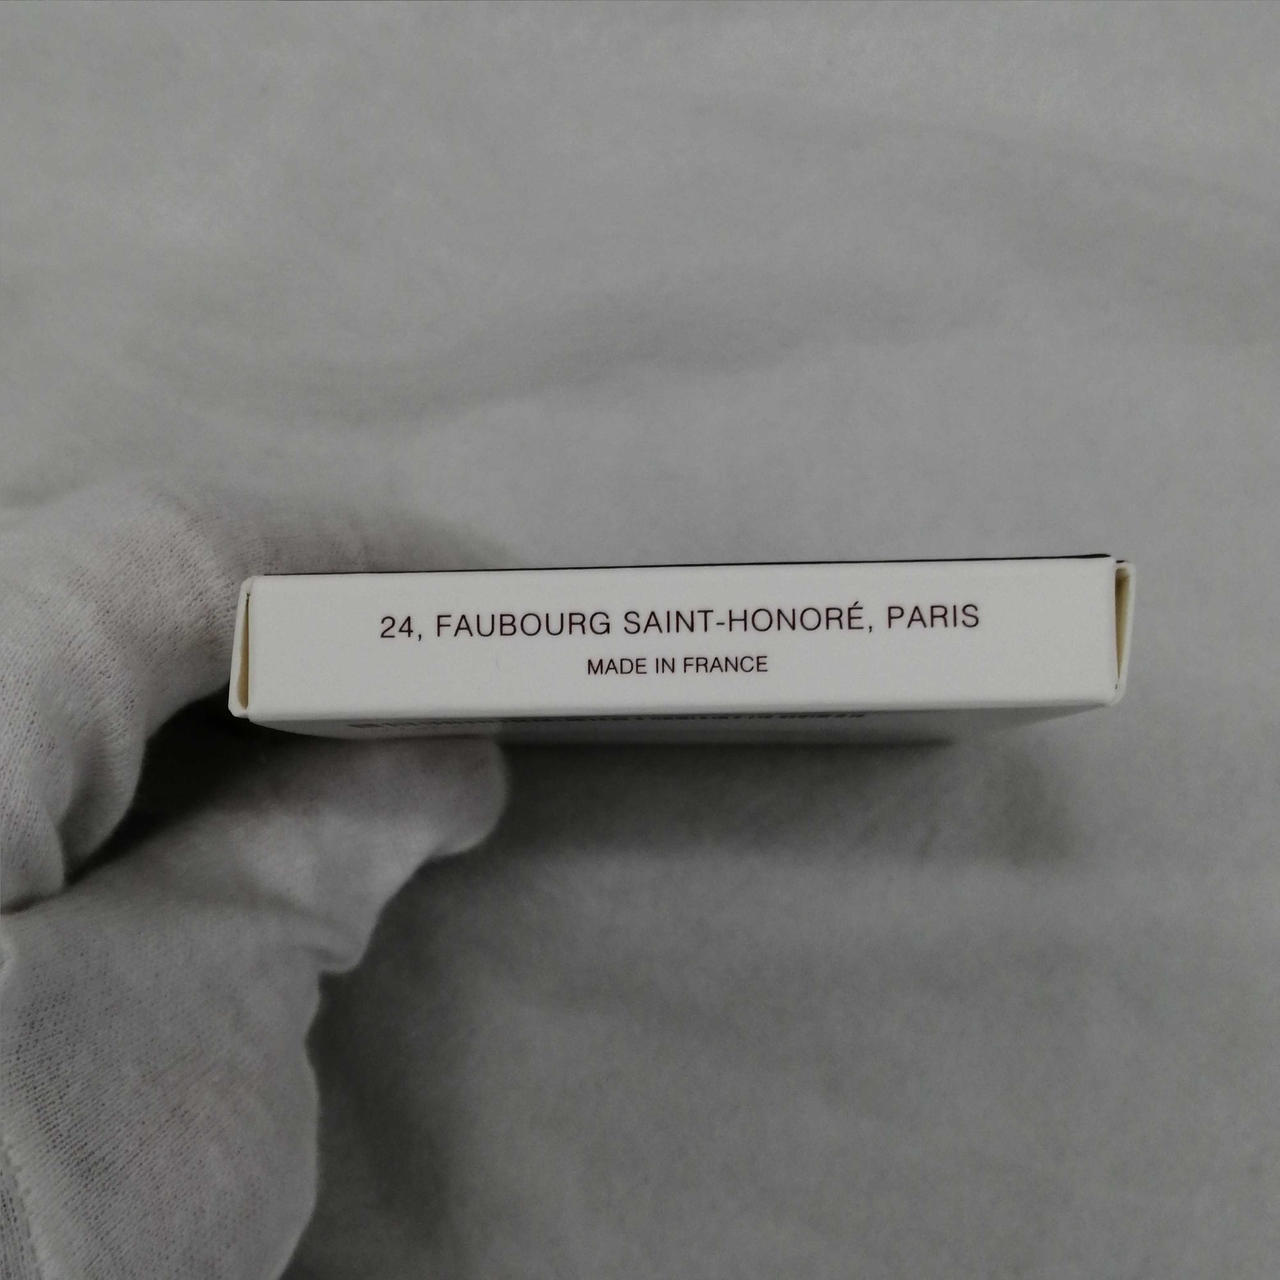 24, FAUBOURG SAINT-HONORÉ, PARIS
MADE IN FRANCE